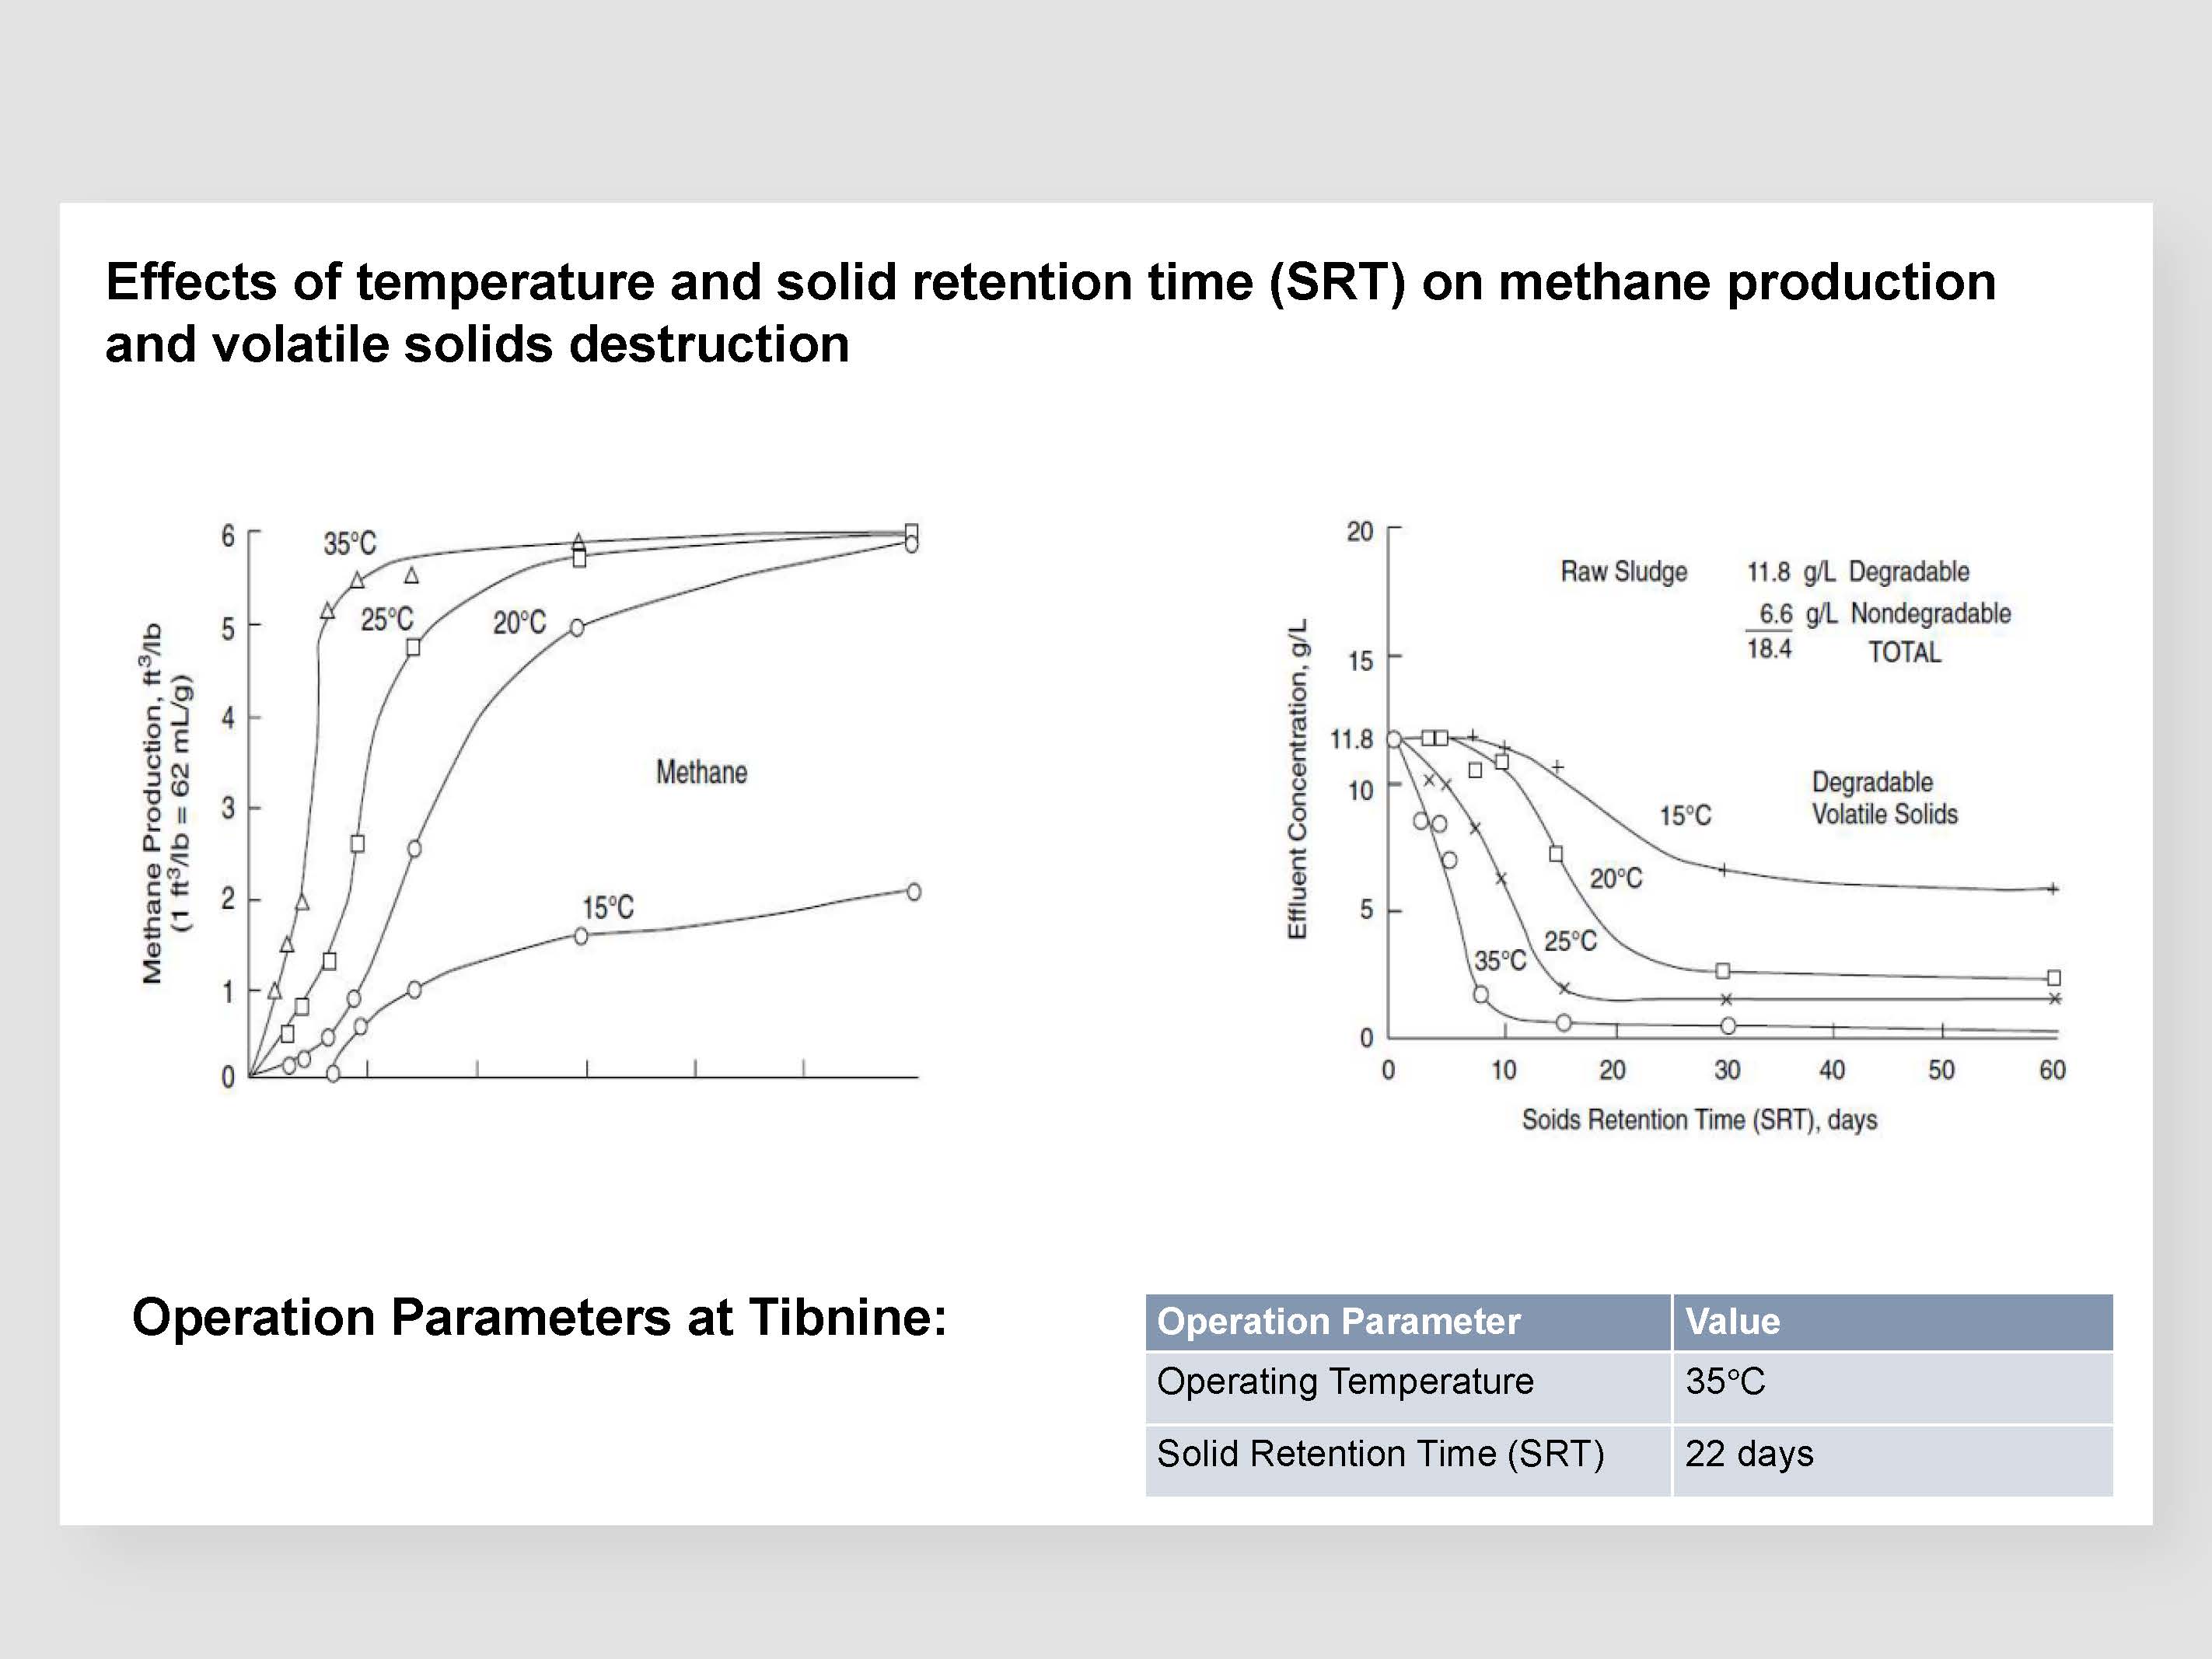 Effects of temperature and solid retention time (SRT) on methane production
and volatile solids destruction
Methane Production, ft³/lb
(1 ft³/lb = 62 mL/g)
6
5
4
3
2
1
0
35°C
25°C
20°C
Methane
15°C
Effluent Concentration, g/L
20
15
11.8
10
5
0
Raw Sludge 11.8 g/L Degradable
6.6 g/L Nondegradable
18.4 TOTAL
Degradable
Volatile Solids
15°C
20°C
25°C
35°C
0 10 20 30 40 50 60
Soids Retention Time (SRT), days
Operation Parameters at Tibnine:
Operation Parameter Value
Operating Temperature 35°C
Solid Retention Time (SRT) 22 days